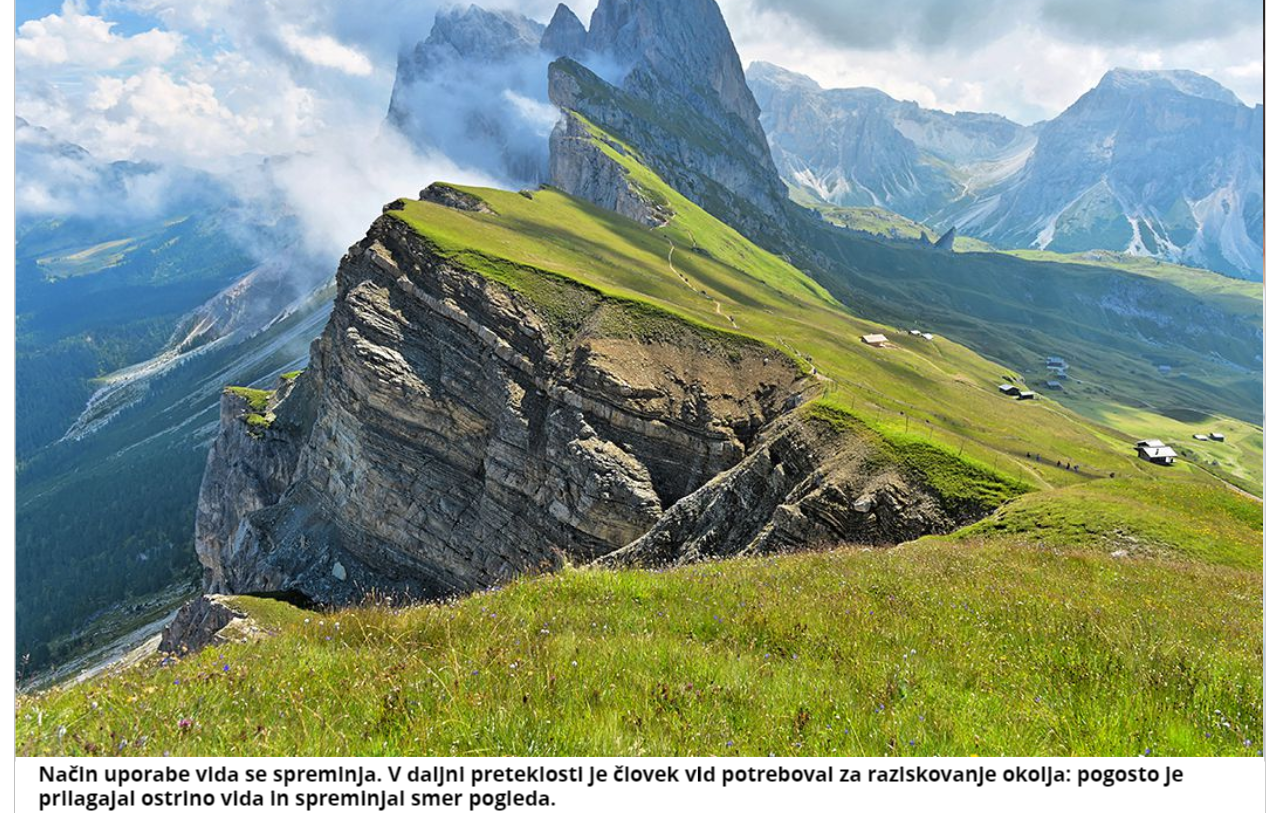 Način uporabe vida se spreminja. V daljni preteklosti je človek vid potreboval za raziskovanje okolja: pogosto je
prilagajal ostrino vida in spreminjal smer pogleda.